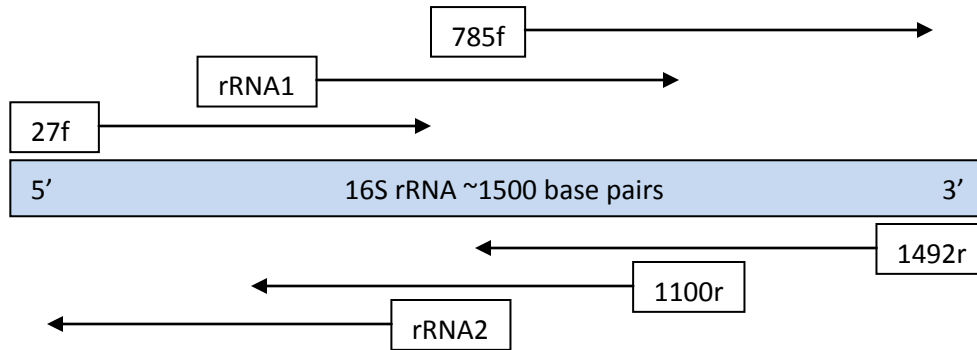 785f
rRNA1
27f
5’ 16S rRNA ~1500 base pairs 3’
1492r
1100r
rRNA2